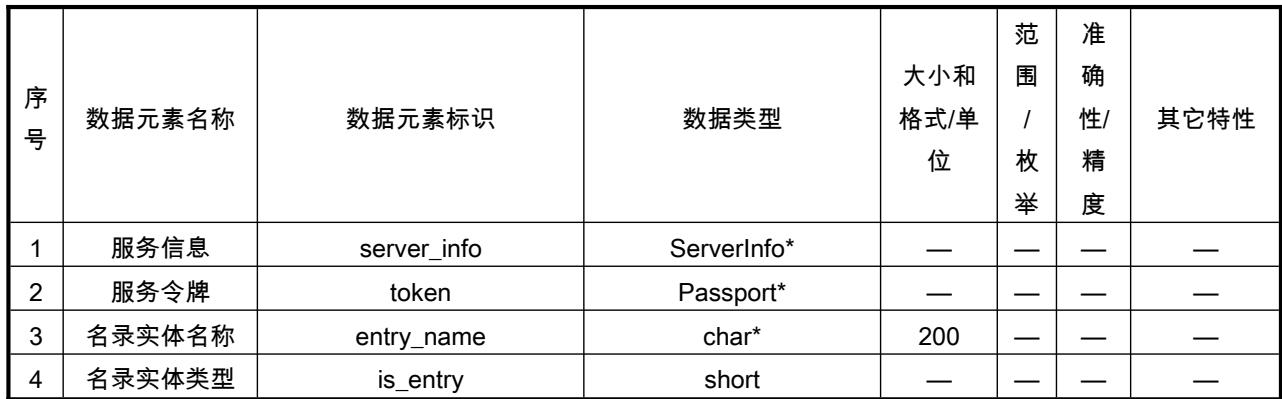 序号 数据元素名称 数据元素标识 数据类型 大小和格式/单位 范围/枚举 准确性/精度 其它特性
1 服务信息 server_info ServerInfo* — — — —
2 服务令牌 token Passport* — — — —
3 名录实体名称 entry_name char* 200 — — —
4 名录实体类型 is_entry short — — — —